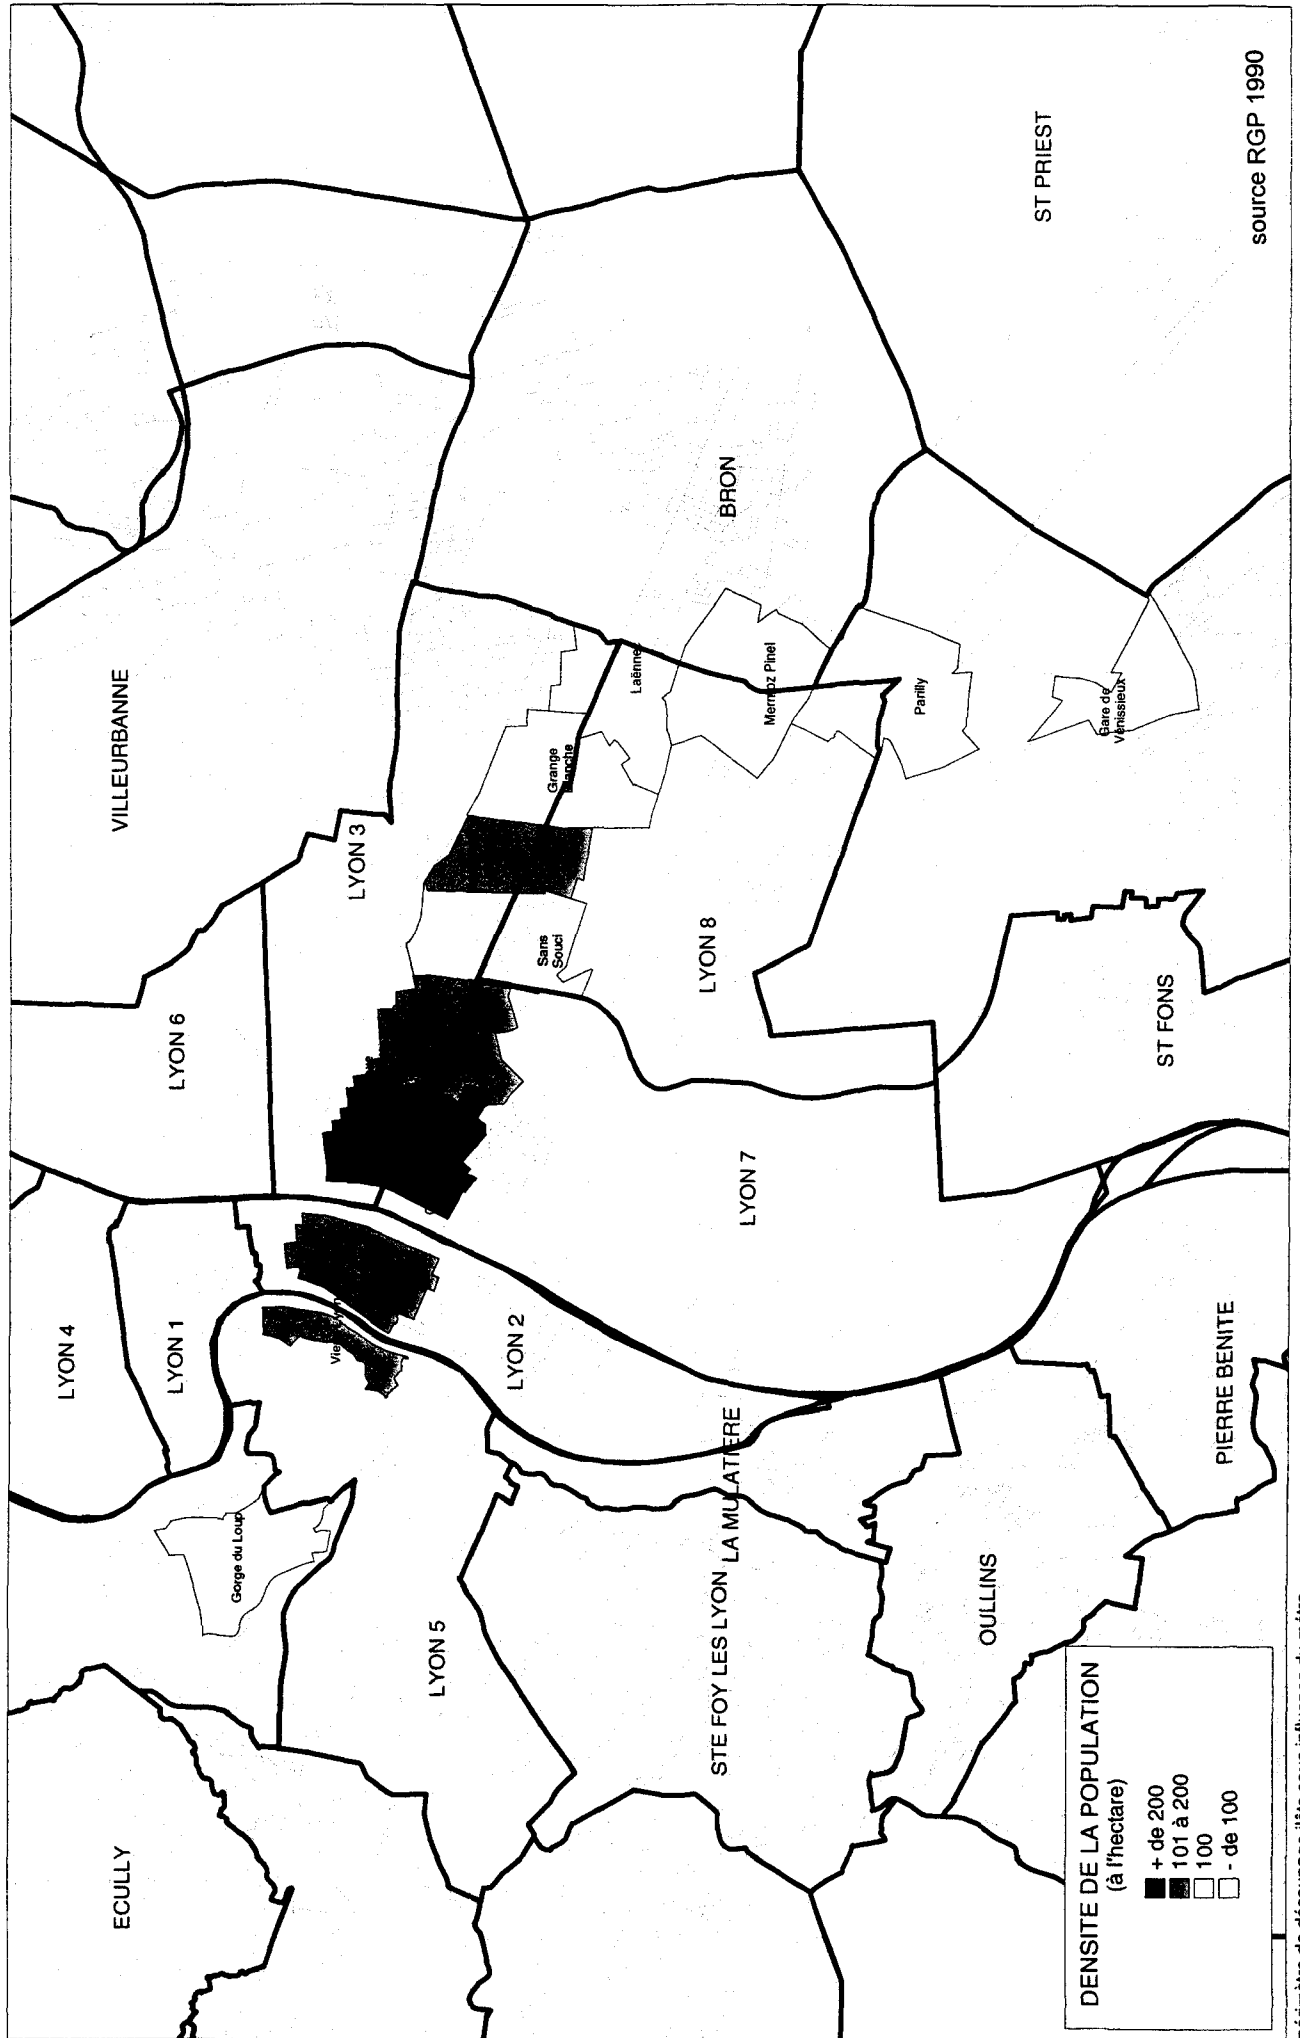 ECULLY
LYON 4
LYON 1
LYON 6
VILLEURBANNE
Gorge du Loup
LYON 5
LYON 2
LYON 3
Sans
Souci
Grange
Blanche
Laënnec
LYON 8
LYON 7
BRON
Mermoz Pinel
Parilly
Gare de
Vénissieux
STE FOY LES LYON
LA MULATIERE
OULLINS
PIERRE BENITE
ST FONS
ST PRIEST
DENSITE DE LA POPULATION
(à l'hectare)
+ de 200
101 à 200
100
- de 100
source RGP 1990